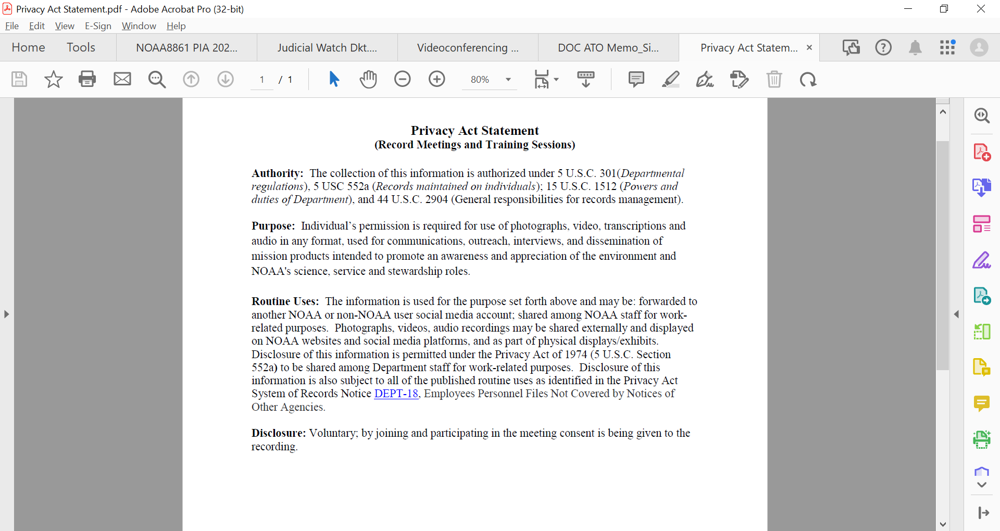 Privacy Act Statement.pdf - Adobe Acrobat Pro (32-bit)
File Edit View E-Sign Window Help
Home Tools NOAA8861 PIA 202... Judicial Watch Dkt.... Videoconferencing ... DOC ATO Memo_Si... Privacy Act Statem... ×
1 / 1 80%
Privacy Act Statement
(Record Meetings and Training Sessions)
Authority: The collection of this information is authorized under 5 U.S.C. 301(Departmental
regulations), 5 USC 552a (Records maintained on individuals); 15 U.S.C. 1512 (Powers and
duties of Department), and 44 U.S.C. 2904 (General responsibilities for records management).
Purpose: Individual’s permission is required for use of photographs, video, transcriptions and
audio in any format, used for communications, outreach, interviews, and dissemination of
mission products intended to promote an awareness and appreciation of the environment and
NOAA's science, service and stewardship roles.
Routine Uses: The information is used for the purpose set forth above and may be: forwarded to
another NOAA or non-NOAA user social media account; shared among NOAA staff for work-
related purposes. Photographs, videos, audio recordings may be shared externally and displayed
on NOAA websites and social media platforms, and as part of physical displays/exhibits.
Disclosure of this information is permitted under the Privacy Act of 1974 (5 U.S.C. Section
552a) to be shared among Department staff for work-related purposes. Disclosure of this
information is also subject to all of the published routine uses as identified in the Privacy Act
System of Records Notice DEPT-18, Employees Personnel Files Not Covered by Notices of
Other Agencies.
Disclosure: Voluntary; by joining and participating in the meeting consent is being given to the
recording.